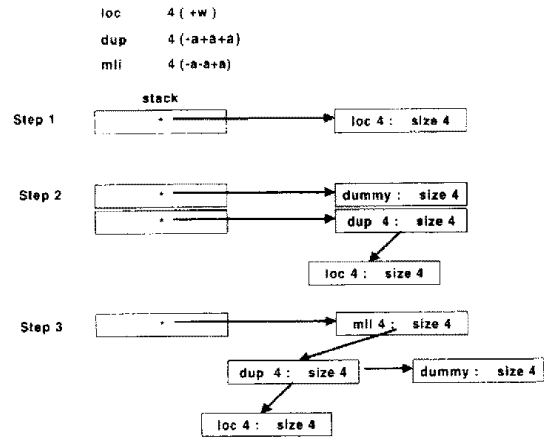 loc 4 ( +w )
dup 4 (-a+a+a)
mli 4 (-a-a+a)
stack
Step 1 * loc 4 : size 4
Step 2 * dummy : size 4
* dup 4 : size 4
loc 4 : size 4
Step 3 * mli 4 : size 4
dup 4 : size 4 dummy : size 4
loc 4 : size 4